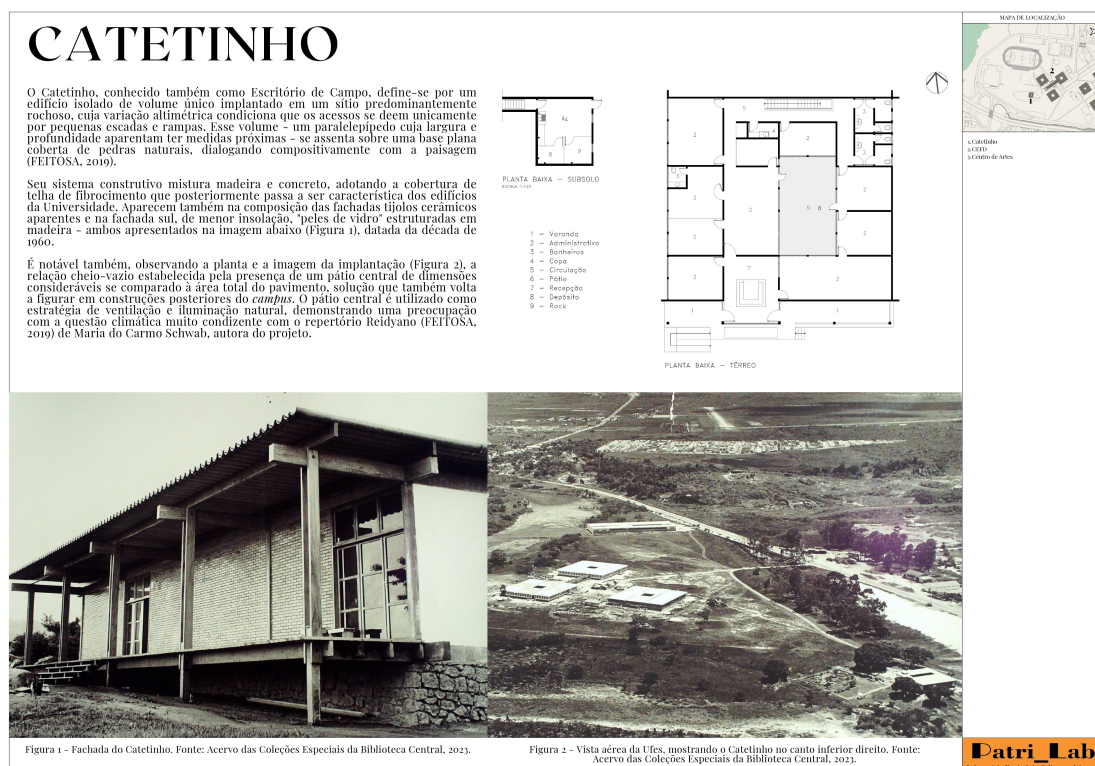 CATETINHO
O Catetinho, conhecido também como Escritório de Campo, define-se por um
edifício isolado de volume único implantado em um sítio predominantemente
rochoso, cuja variação altimétrica condiciona que os acessos se deem unicamente
por pequenas escadas e rampas. Esse volume - um paralelepípedo cuja largura e
profundidade aparentam ter medidas próximas - se assenta sobre uma base plana
coberta de pedras naturais, dialogando compositivamente com a paisagem
(FEITOSA, 2019).
Seu sistema construtivo mistura madeira e concreto, adotando a cobertura de
telha de fibrocimento que posteriormente passa a ser característica dos edifícios
da Universidade. Aparecem também na composição das fachadas tijolos cerâmicos
aparentes e na fachada sul, de menor insolação, "peles de vidro" estruturadas em
madeira - ambos apresentados na imagem abaixo (Figura 1), datada da década de
1960.
É notável também, observando a planta e a imagem da implantação (Figura 2), a
relação cheio-vazio estabelecida pela presença de um pátio central de dimensões
consideráveis se comparado à área total do pavimento, solução que também volta
a figurar em construções posteriores do campus. O pátio central é utilizado como
estratégia de ventilação e iluminação natural, demonstrando uma preocupação
com a questão climática muito condizente com o repertório Reidyano (FEITOSA,
2019) de Maria do Carmo Schwab, autora do projeto.
PLANTA BAIXA – SUBSOLO
1 – Varanda
2 – Administrativo
3 – Banheiros
4 – Copa
5 – Circulação
6 – Pátio
7 – Recepção
8 – Depósito
9 – Rack
PLANTA BAIXA – TÉRREO
MAPA DE LOCALIZAÇÃO
1.Catetinho
2.CEFD
3.Centro de Artes
Figura 1 - Fachada do Catetinho. Fonte: Acervo das Coleções Especiais da Biblioteca Central, 2023.
Figura 2 - Vista aérea da Ufes, mostrando o Catetinho no canto inferior direito. Fonte:
Acervo das Coleções Especiais da Biblioteca Central, 2023.
Patri_Lab